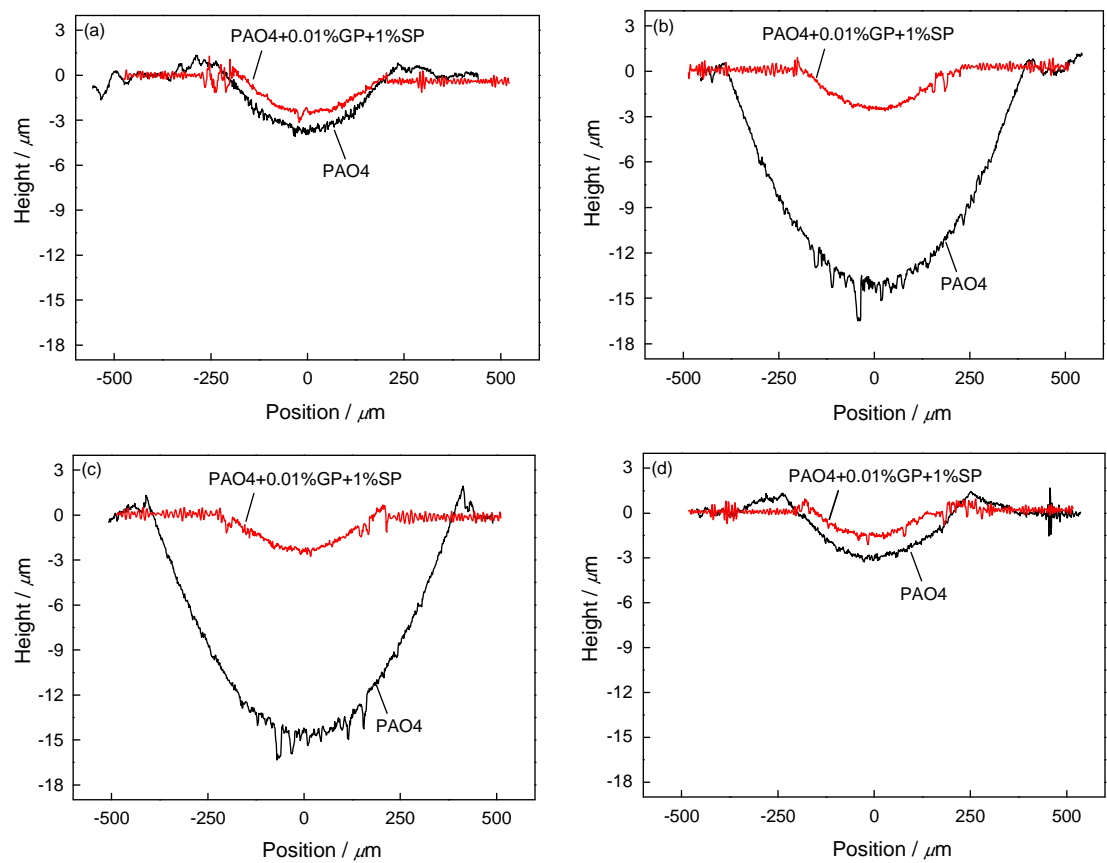 (a)
PAO4+0.01%GP+1%SP
PAO4
3
0
-3
-6
-9
-12
-15
-18
Height / μm
-500 -250 0 250 500
Position / μm
(b)
PAO4+0.01%GP+1%SP
PAO4
3
0
-3
-6
-9
-12
-15
-18
Height / μm
-500 -250 0 250 500
Position / μm
(c)
PAO4+0.01%GP+1%SP
PAO4
3
0
-3
-6
-9
-12
-15
-18
Height / μm
-500 -250 0 250 500
Position / μm
(d)
PAO4+0.01%GP+1%SP
PAO4
3
0
-3
-6
-9
-12
-15
-18
Height / μm
-500 -250 0 250 500
Position / μm